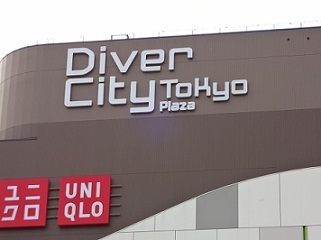 Diver
City Tokyo
Plaza
ユニ
クロ
UNI
QLO